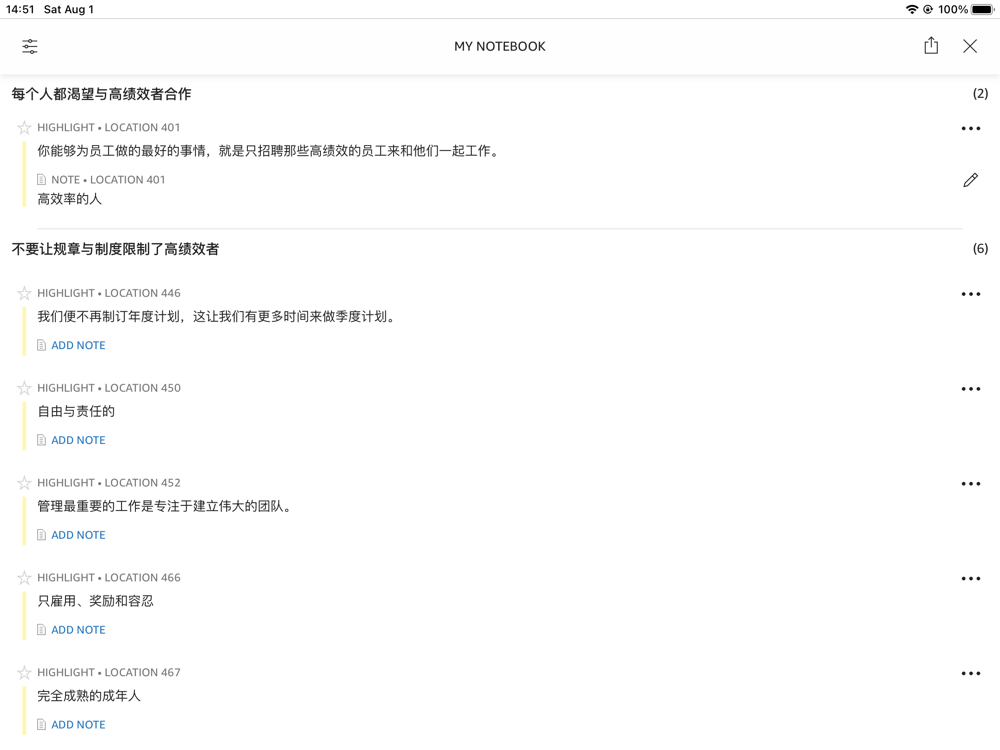 14:51 Sat Aug 1 100%
MY NOTEBOOK
每个人都渴望与高绩效者合作 (2)
HIGHLIGHT • LOCATION 401
你能够为员工做的最好的事情，就是只招聘那些高绩效的员工来和他们一起工作。
NOTE • LOCATION 401
高效率的人
不要让规章与制度限制了高绩效者 (6)
HIGHLIGHT • LOCATION 446
我们便不再制订年度计划，这让我们有更多时间来做季度计划。
ADD NOTE
HIGHLIGHT • LOCATION 450
自由与责任的
ADD NOTE
HIGHLIGHT • LOCATION 452
管理最重要的工作是专注于建立伟大的团队。
ADD NOTE
HIGHLIGHT • LOCATION 466
只雇用、奖励和容忍
ADD NOTE
HIGHLIGHT • LOCATION 467
完全成熟的成年人
ADD NOTE